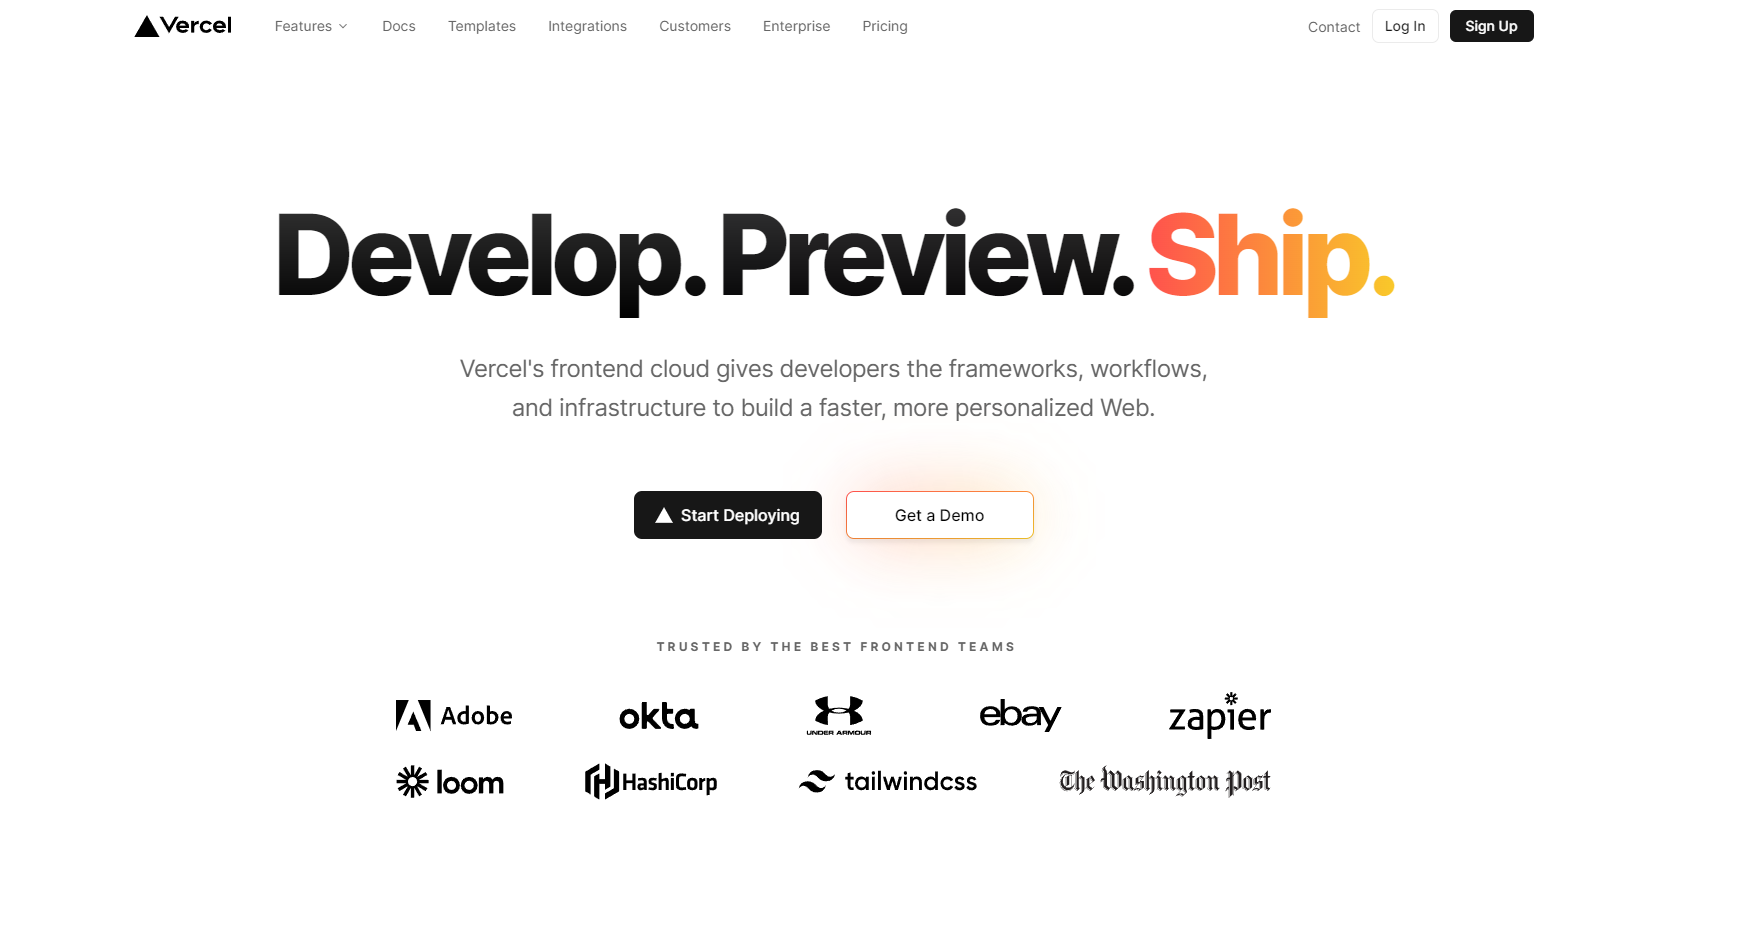 Vercel Features Docs Templates Integrations Customers Enterprise Pricing Contact Log In Sign Up
Develop. Preview. Ship.
Vercel's frontend cloud gives developers the frameworks, workflows,
and infrastructure to build a faster, more personalized Web.
Start Deploying Get a Demo
TRUSTED BY THE BEST FRONTEND TEAMS
Adobe okta UNDER ARMOUR ebay zapier
loom HashiCorp tailwindcss The Washington Post